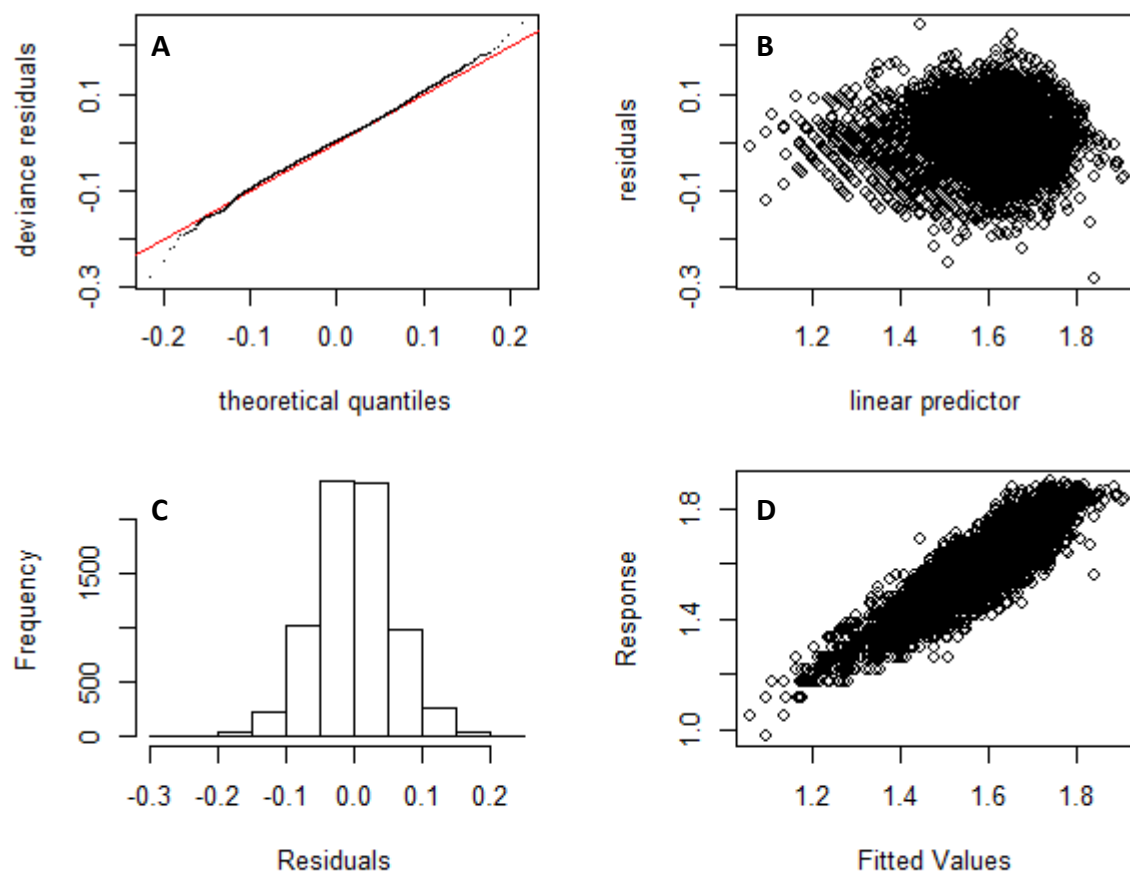 A
deviance residuals
0.1
-0.1
-0.3
-0.2 -0.1 0.0 0.1 0.2
theoretical quantiles
B
residuals
0.1
-0.1
-0.3
1.2 1.4 1.6 1.8
linear predictor
C
Frequency
1500
500
0
-0.3 -0.2 -0.1 0.0 0.1 0.2
Residuals
D
Response
1.8
1.4
1.0
1.2 1.4 1.6 1.8
Fitted Values